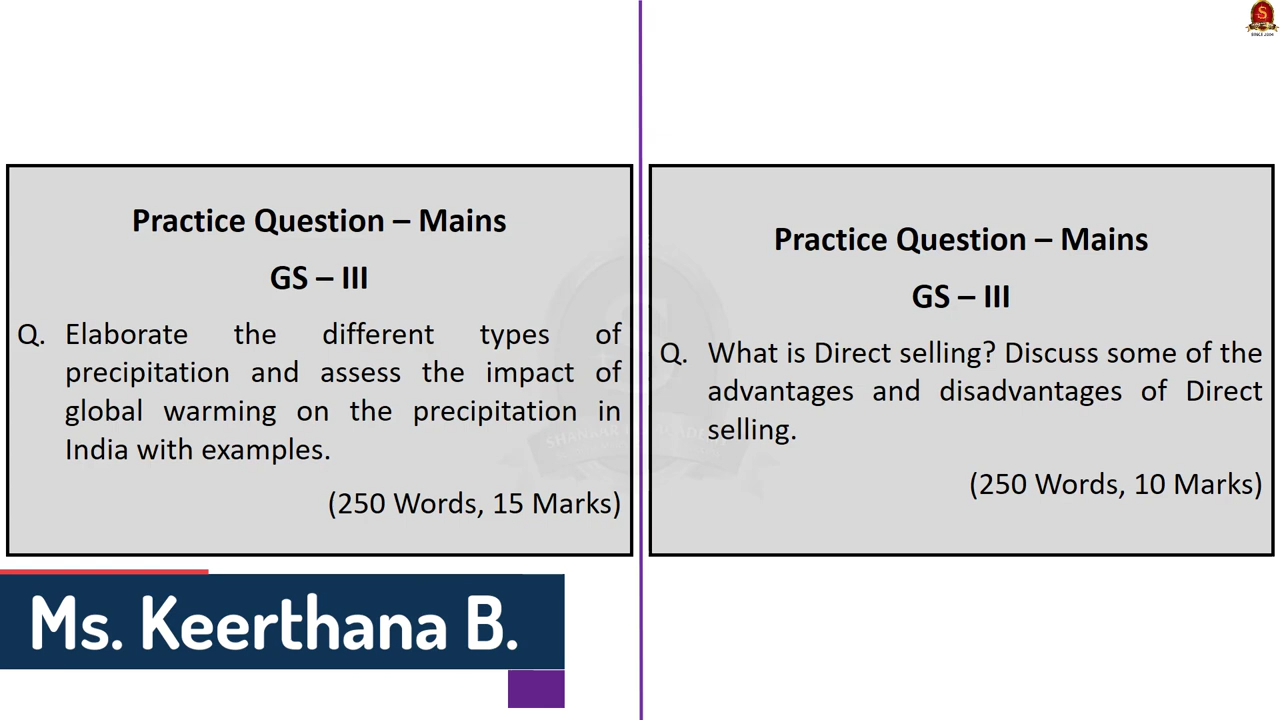 Practice Question – Mains
GS – III
Q. Elaborate the different types of
precipitation and assess the impact of
global warming on the precipitation in
India with examples.
(250 Words, 15 Marks)
Practice Question – Mains
GS – III
Q. What is Direct selling? Discuss some of the
advantages and disadvantages of Direct
selling.
(250 Words, 10 Marks)
Ms. Keerthana B.
S
SINCE 2004